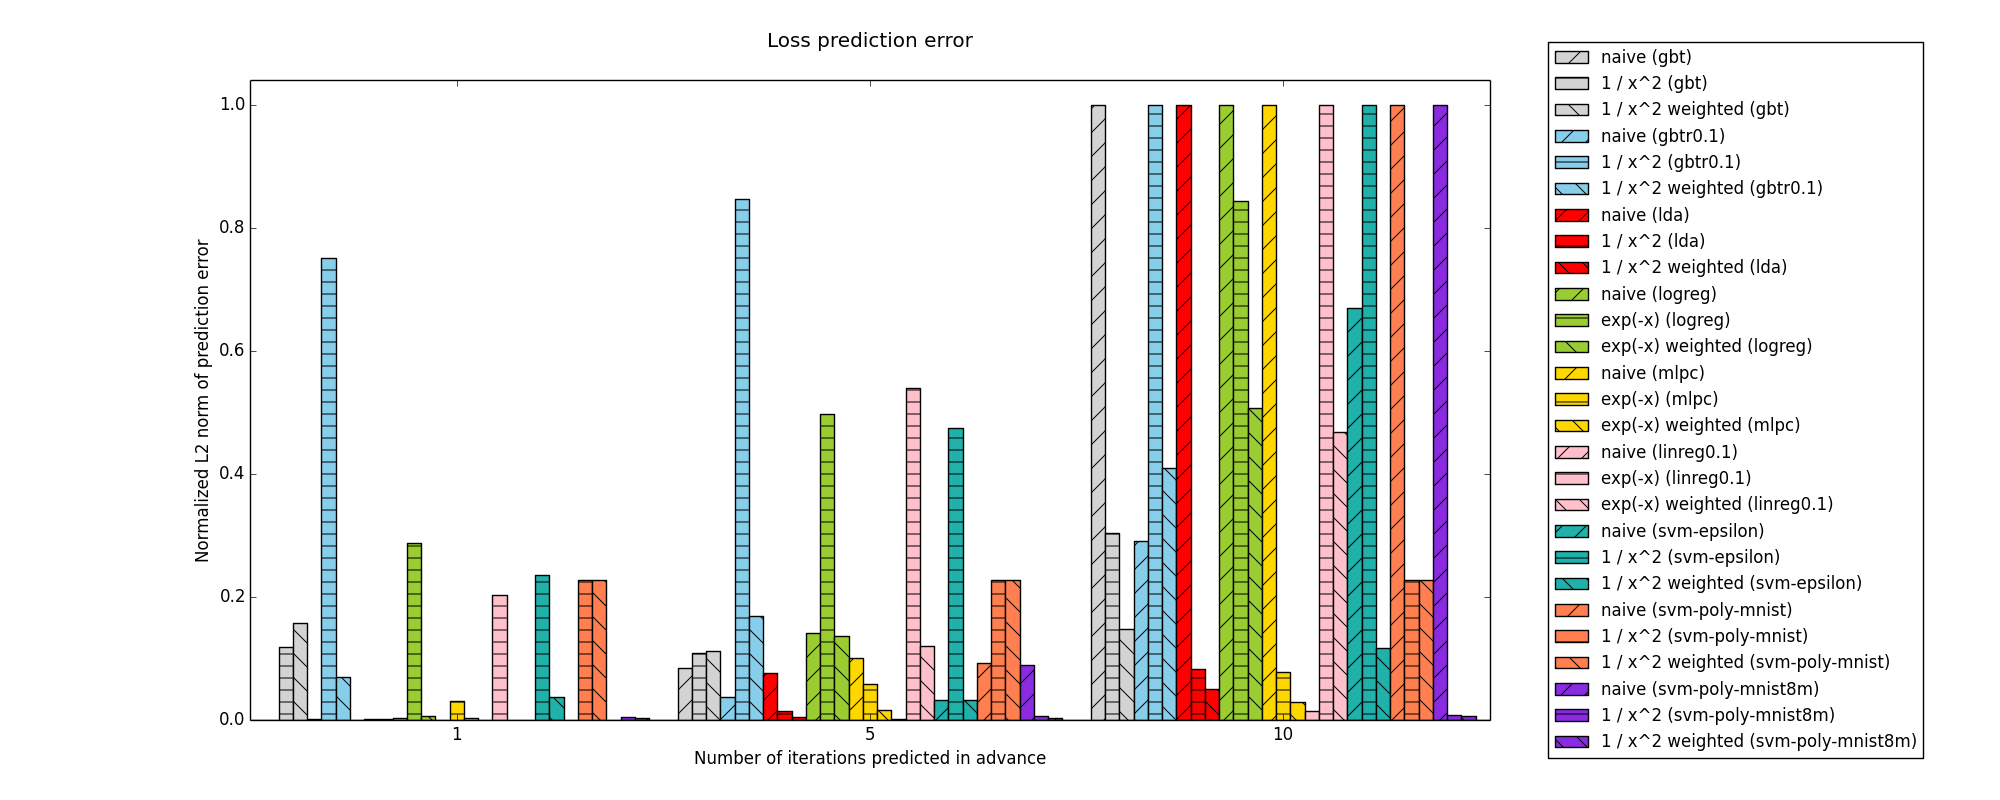 Loss prediction error
1.0
0.8
0.6
0.4
0.2
0.0
Normalized L2 norm of prediction error
1
5
10
Number of iterations predicted in advance
naive (gbt)
1 / x^2 (gbt)
1 / x^2 weighted (gbt)
naive (gbtr0.1)
1 / x^2 (gbtr0.1)
1 / x^2 weighted (gbtr0.1)
naive (lda)
1 / x^2 (lda)
1 / x^2 weighted (lda)
naive (logreg)
exp(-x) (logreg)
exp(-x) weighted (logreg)
naive (mlpc)
exp(-x) (mlpc)
exp(-x) weighted (mlpc)
naive (linreg0.1)
exp(-x) (linreg0.1)
exp(-x) weighted (linreg0.1)
naive (svm-epsilon)
1 / x^2 (svm-epsilon)
1 / x^2 weighted (svm-epsilon)
naive (svm-poly-mnist)
1 / x^2 (svm-poly-mnist)
1 / x^2 weighted (svm-poly-mnist)
naive (svm-poly-mnist8m)
1 / x^2 (svm-poly-mnist8m)
1 / x^2 weighted (svm-poly-mnist8m)